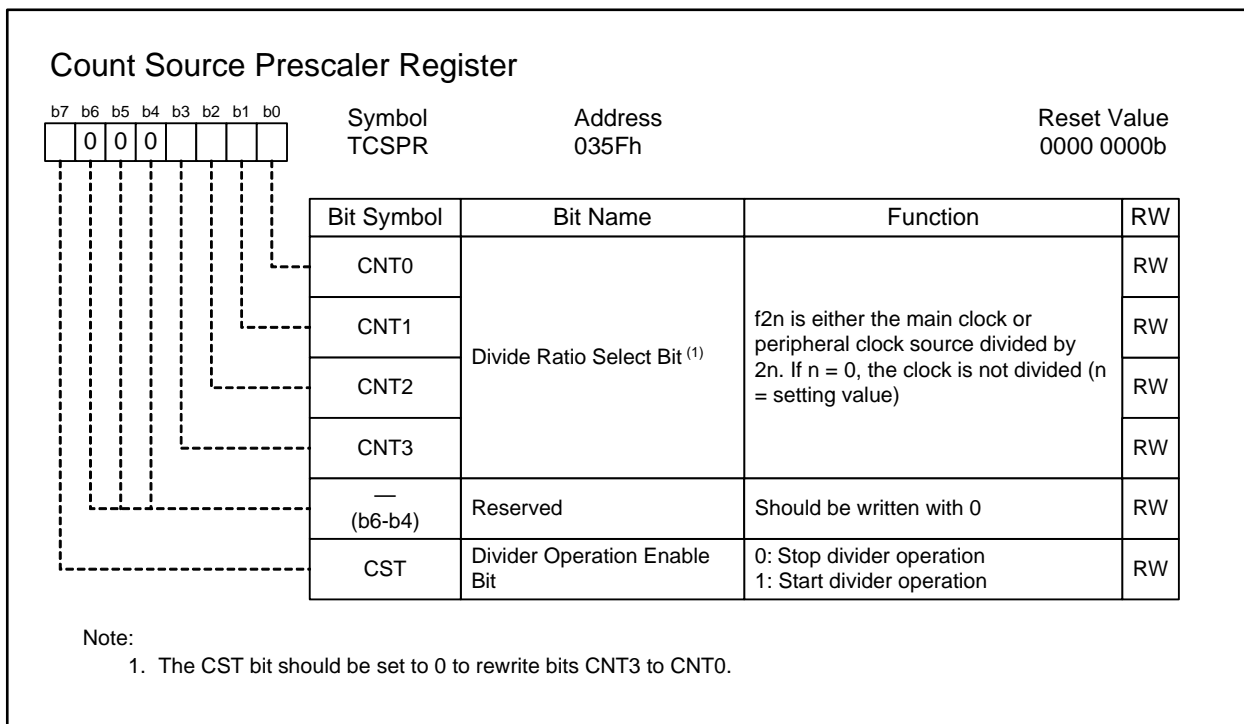 Count Source Prescaler Register
b7 b6 b5 b4 b3 b2 b1 b0
0 0 0
Symbol Address Reset Value
TCSPR 035Fh 0000 0000b
Bit Symbol Bit Name Function RW
CNT0 RW
CNT1 RW
CNT2 RW
CNT3 RW
Divide Ratio Select Bit (1)
f2n is either the main clock or
peripheral clock source divided by
2n. If n = 0, the clock is not divided (n
= setting value)
—
(b6-b4) Reserved Should be written with 0 RW
CST
Divider Operation Enable
Bit
0: Stop divider operation
1: Start divider operation
RW
Note:
1. The CST bit should be set to 0 to rewrite bits CNT3 to CNT0.